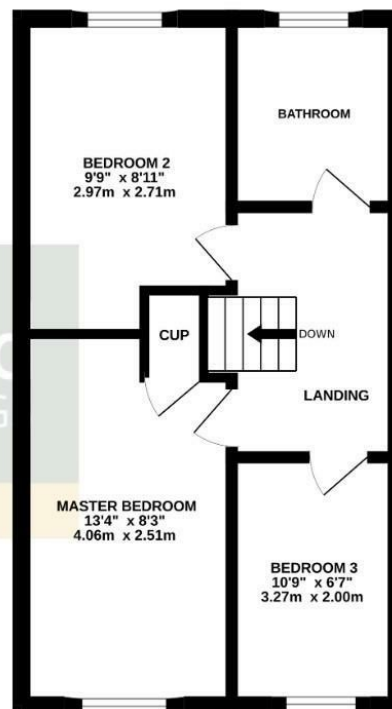 BATHROOM
BEDROOM 2
9'9" x 8'11"
2.97m x 2.71m
CUP
DOWN
LANDING
MASTER BEDROOM
13'4" x 8'3"
4.06m x 2.51m
BEDROOM 3
10'9" x 6'7"
3.27m x 2.00m